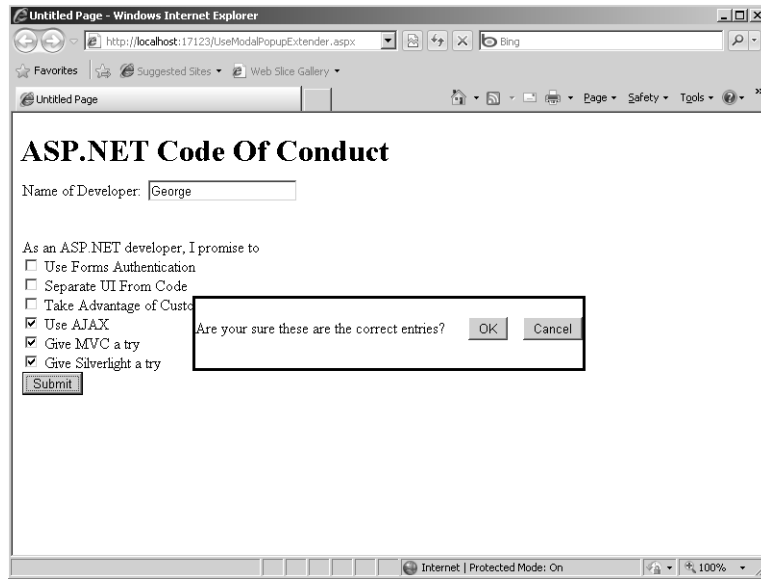 Untitled Page - Windows Internet Explorer
http://localhost:17123/UseModalPopupExtender.aspx
Bing
Favorites Suggested Sites Web Slice Gallery
Untitled Page
Page Safety Tools
ASP.NET Code Of Conduct
Name of Developer: George
As an ASP.NET developer, I promise to
Use Forms Authentication
Separate UI From Code
Take Advantage of Custo
Use AJAX
Give MVC a try
Give Silverlight a try
Submit
Are your sure these are the correct entries? OK Cancel
Internet | Protected Mode: On
100%